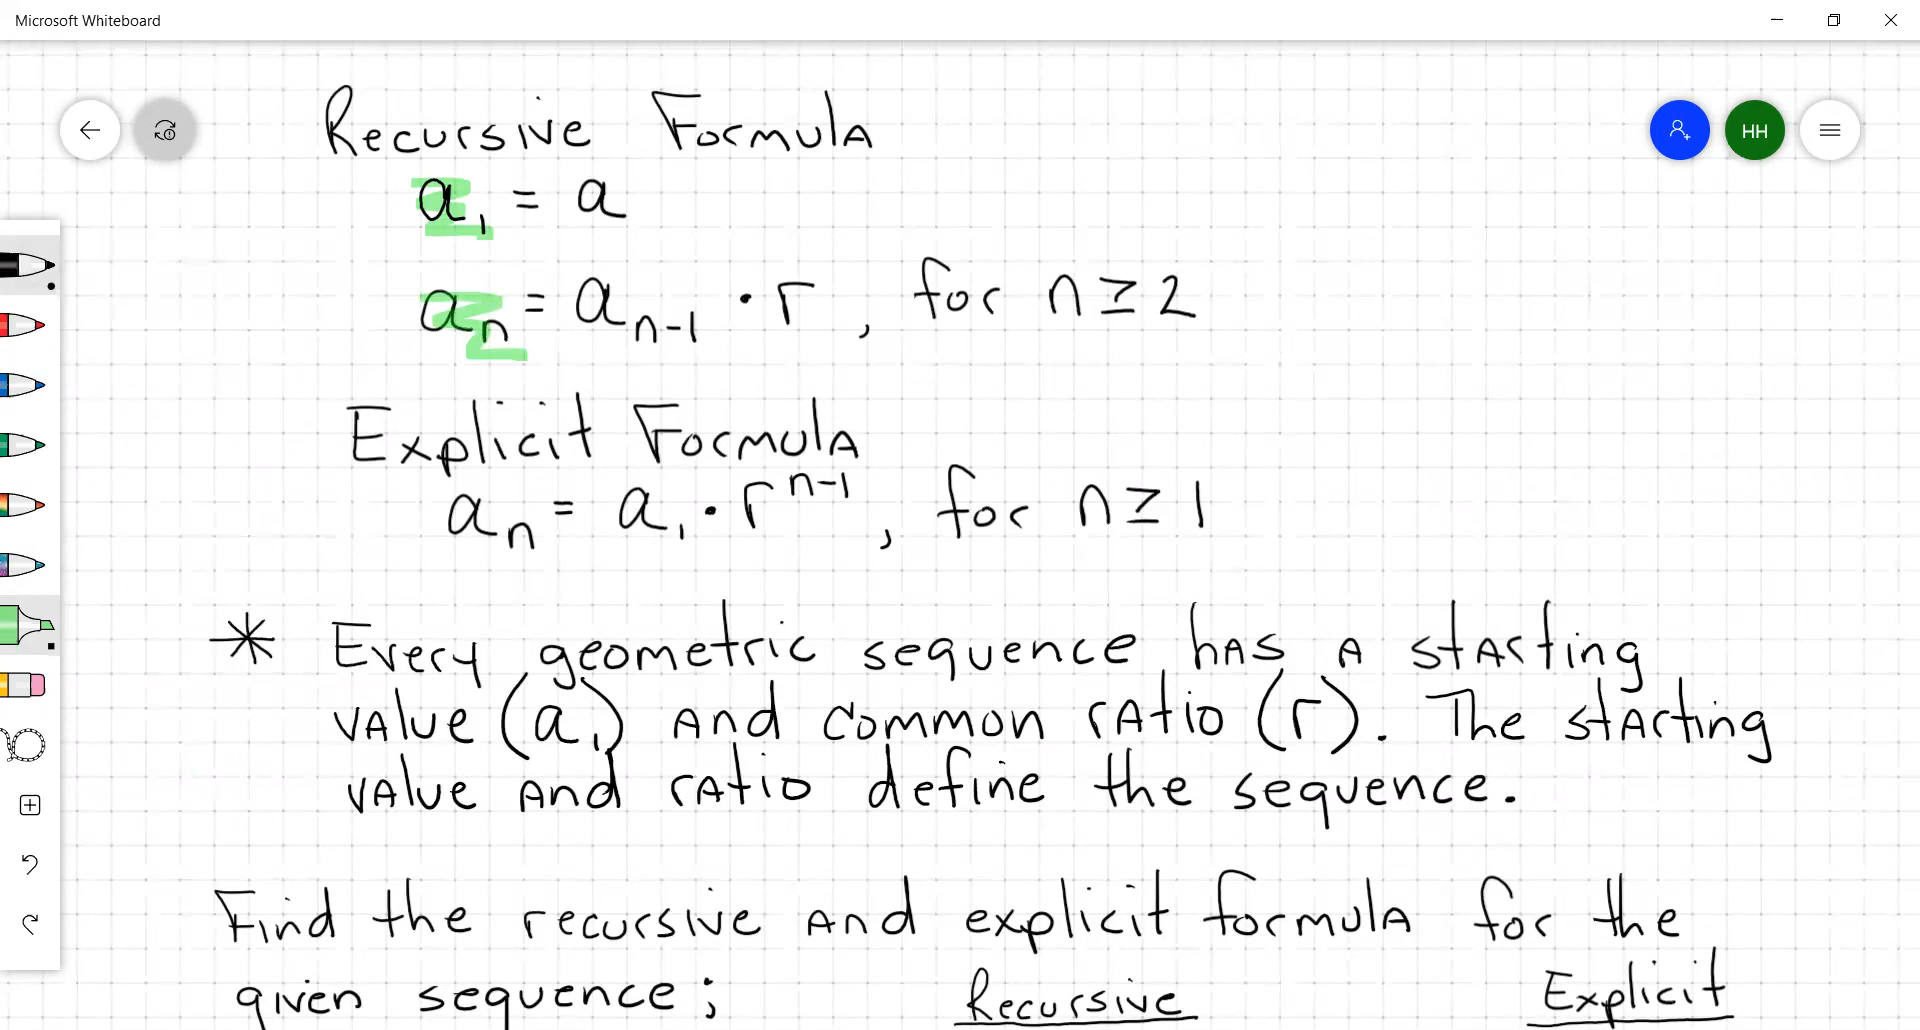 Microsoft Whiteboard
Recursive Formula
a₁ = a
HH
aₙ = aₙ₋₁ · r, for n ≥ 2
Explicit Formula
aₙ = a₁ · rⁿ⁻¹, for n ≥ 1
* Every geometric sequence has a starting
value (a₁) and common ratio (r). The starting
value and ratio define the sequence.
Find the recursive and explicit formula for the
given sequence; Recursive Explicit